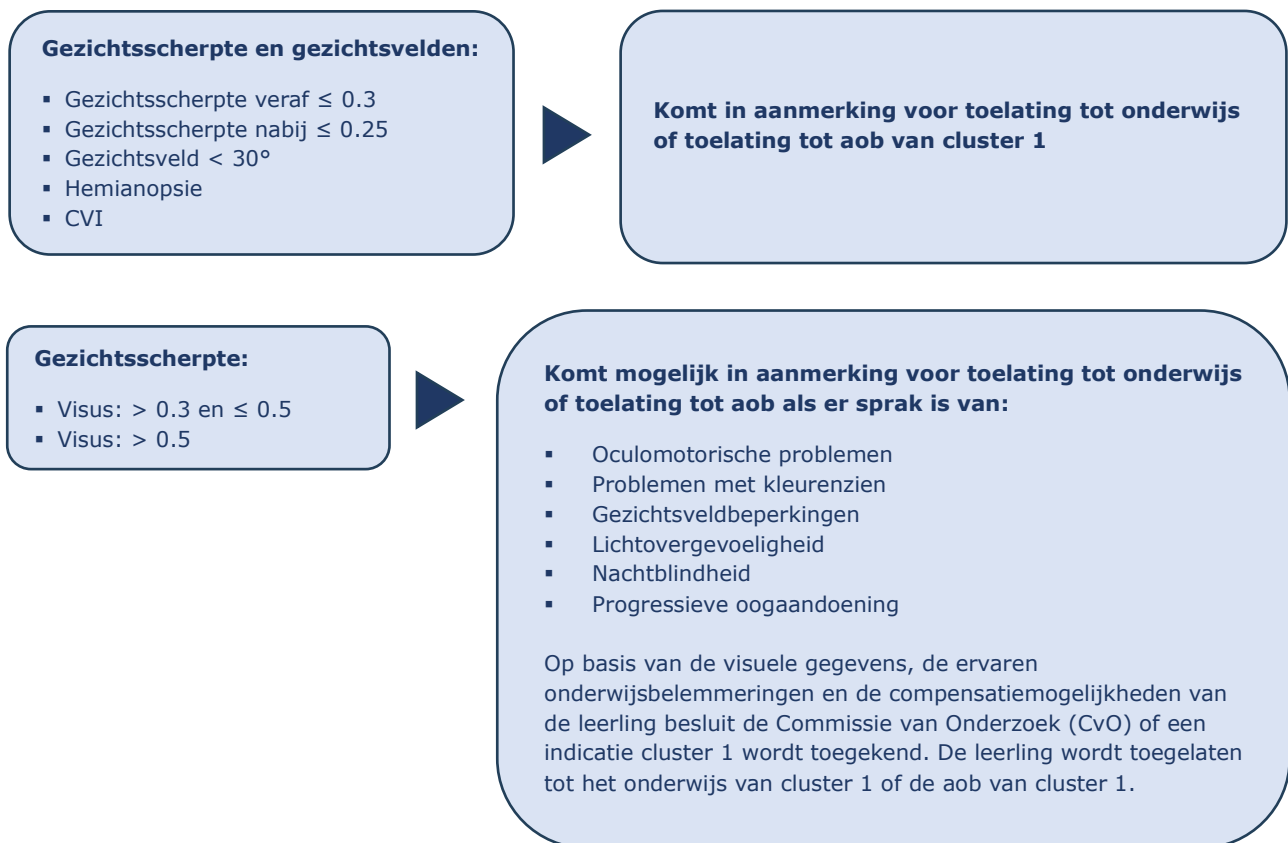 Gezichtsscherpte en gezichtsvelden:
▪ Gezichtsscherpte veraf ≤ 0.3
▪ Gezichtsscherpte nabij ≤ 0.25
▪ Gezichtsveld < 30°
▪ Hemianopsie
▪ CVI
Komt in aanmerking voor toelating tot onderwijs
of toelating tot aob van cluster 1
Gezichtsscherpte:
▪ Visus: > 0.3 en ≤ 0.5
▪ Visus: > 0.5
Komt mogelijk in aanmerking voor toelating tot onderwijs
of toelating tot aob als er sprak is van:
▪ Oculomotorische problemen
▪ Problemen met kleurenzien
▪ Gezichtsveldbeperkingen
▪ Lichtovergevoeligheid
▪ Nachtblindheid
▪ Progressieve oogaandoening
Op basis van de visuele gegevens, de ervaren
onderwijsbelemmeringen en de compensatiemogelijkheden van
de leerling besluit de Commissie van Onderzoek (CvO) of een
indicatie cluster 1 wordt toegekend. De leerling wordt toegelaten
tot het onderwijs van cluster 1 of de aob van cluster 1.